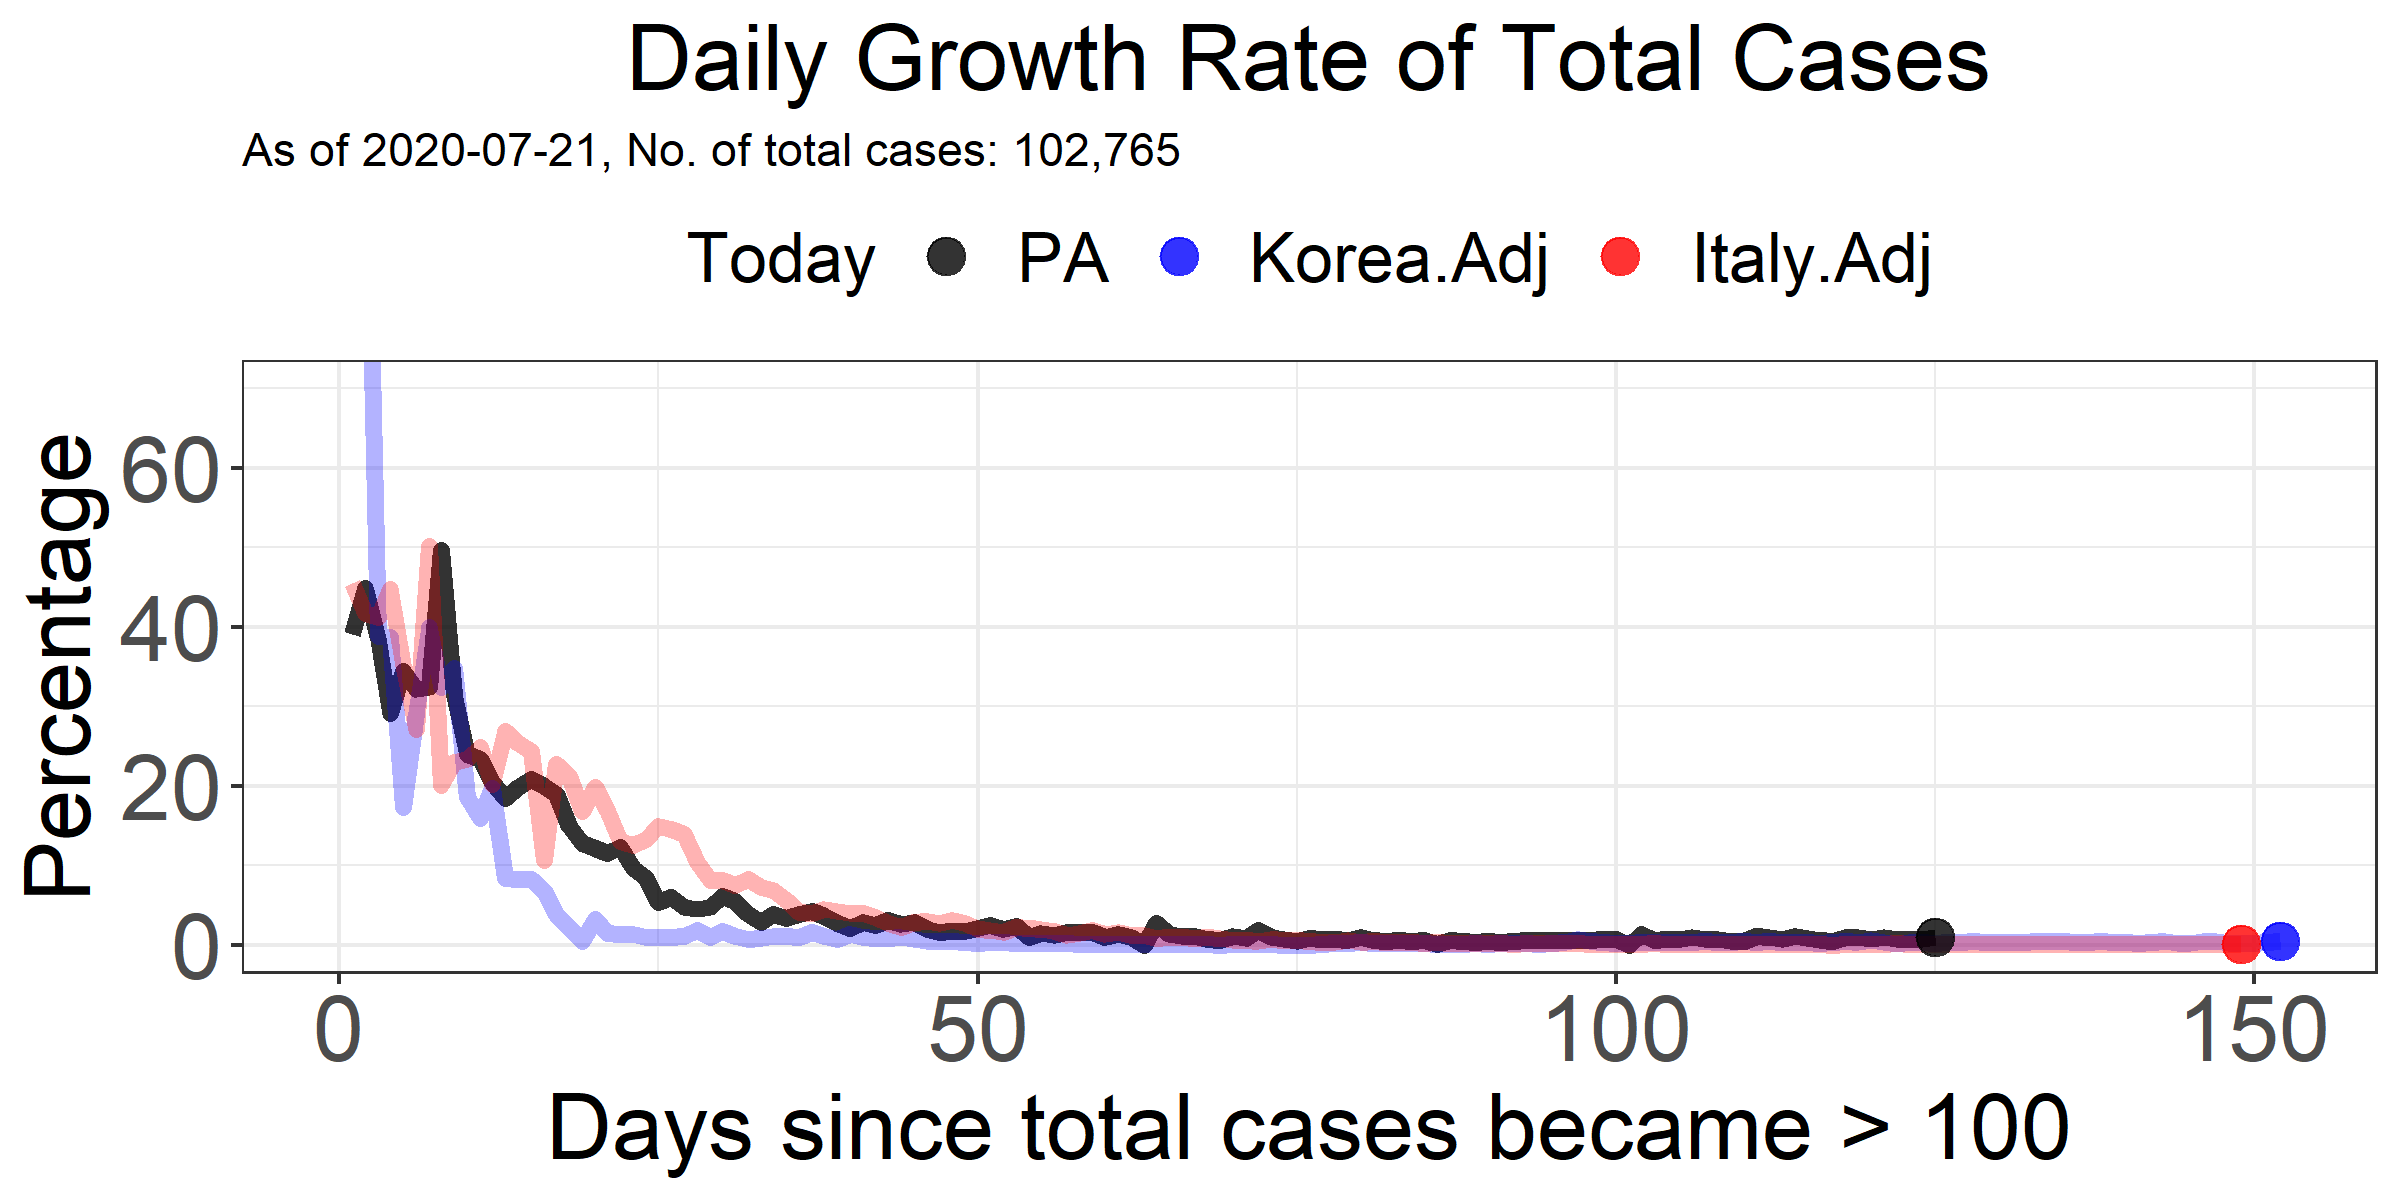 Daily Growth Rate of Total Cases
As of 2020-07-21, No. of total cases: 102,765
Today PA Korea.Adj Italy.Adj
Percentage
60
40
20
0
0 50 100 150
Days since total cases became > 100